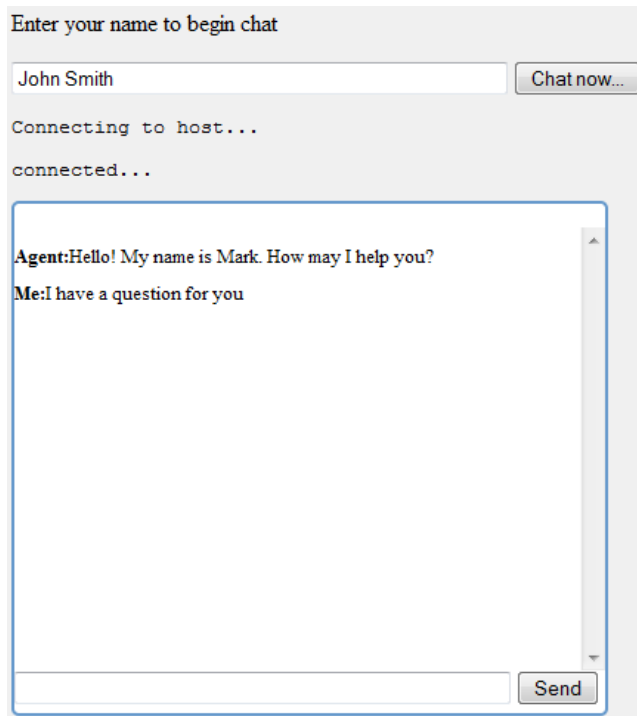 Enter your name to begin chat
John Smith
Chat now...
Connecting to host...
connected...
Agent:Hello! My name is Mark. How may I help you?
Me:I have a question for you
Send